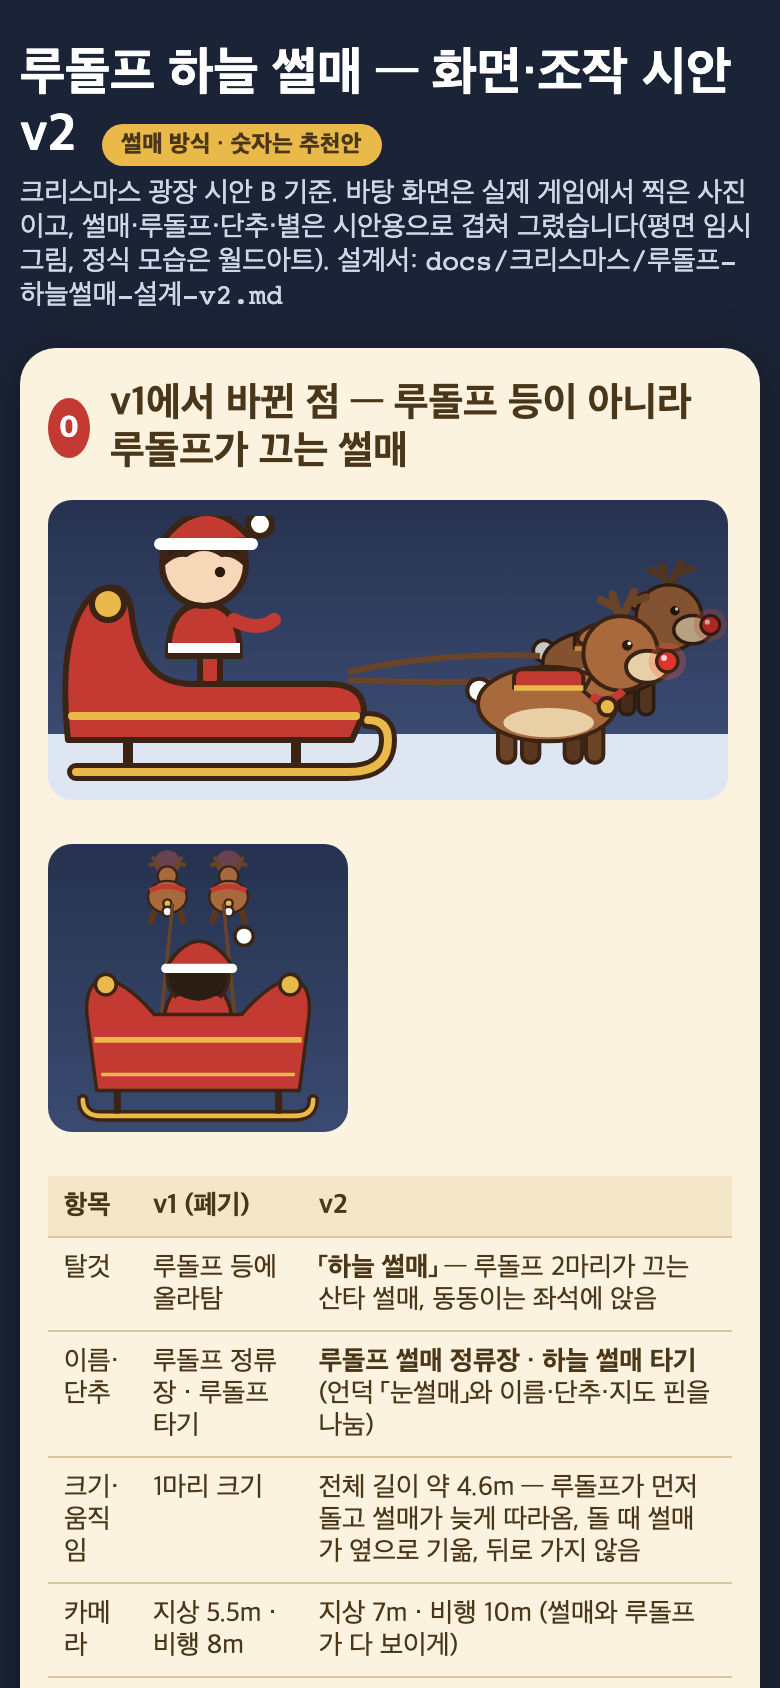 루돌프 하늘 썰매 — 화면·조작 시안
v2 썰매 방식 · 숫자는 추천안
크리스마스 광장 시안 B 기준. 바탕 화면은 실제 게임에서 찍은 사진
이고, 썰매·루돌프·단추·별은 시안용으로 겹쳐 그렸습니다(평면 임시
그림, 정식 모습은 월드아트). 설계서: docs/크리스마스/루돌프-
하늘썰매-설계-v2.md
0 v1에서 바뀐 점 — 루돌프 등이 아니라
루돌프가 끄는 썰매
항목 v1 (폐기) v2
탈것 루돌프 등에 「하늘 썰매」 — 루돌프 2마리가 끄는
올라탐 산타 썰매, 동동이는 좌석에 앉음
이름· 루돌프 정류 루돌프 썰매 정류장 · 하늘 썰매 타기
단추 장 · 루돌프 (언덕 「눈썰매」와 이름·단추·지도 핀을
타기 나눔)
크기· 1마리 크기 전체 길이 약 4.6m — 루돌프가 먼저
움직 돌고 썰매가 늦게 따라옴, 돌 때 썰매
임 가 옆으로 기욺, 뒤로 가지 않음
카메 지상 5.5m · 지상 7m · 비행 10m (썰매와 루돌프
라 비행 8m 가 다 보이게)